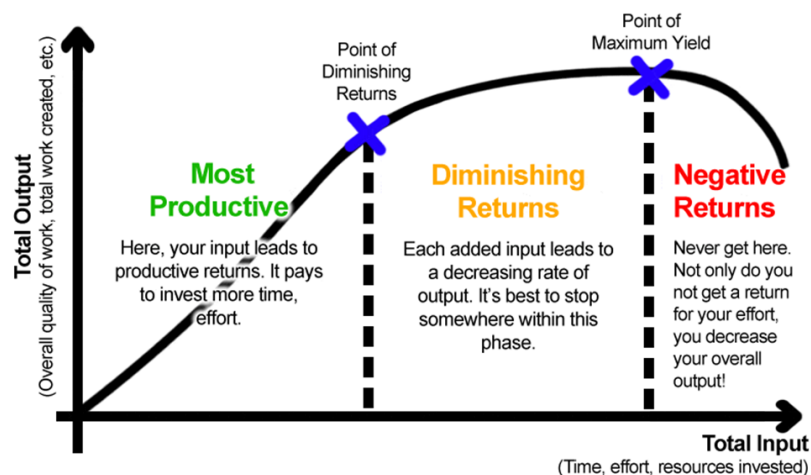 Point of
Maximum Yield
Point of
Diminishing
Returns
Most
Productive
Here, your input leads to
productive returns. It pays
to invest more time,
effort.
Diminishing
Returns
Each added input leads to
a decreasing rate of
output. It's best to stop
somewhere within this
phase.
Negative
Returns
Never get here.
Not only do you
not get a return
for your effort,
you decrease
your overall
output!
Total Output
(Overall quality of work, total work created, etc.)
Total Input
(Time, effort, resources invested)